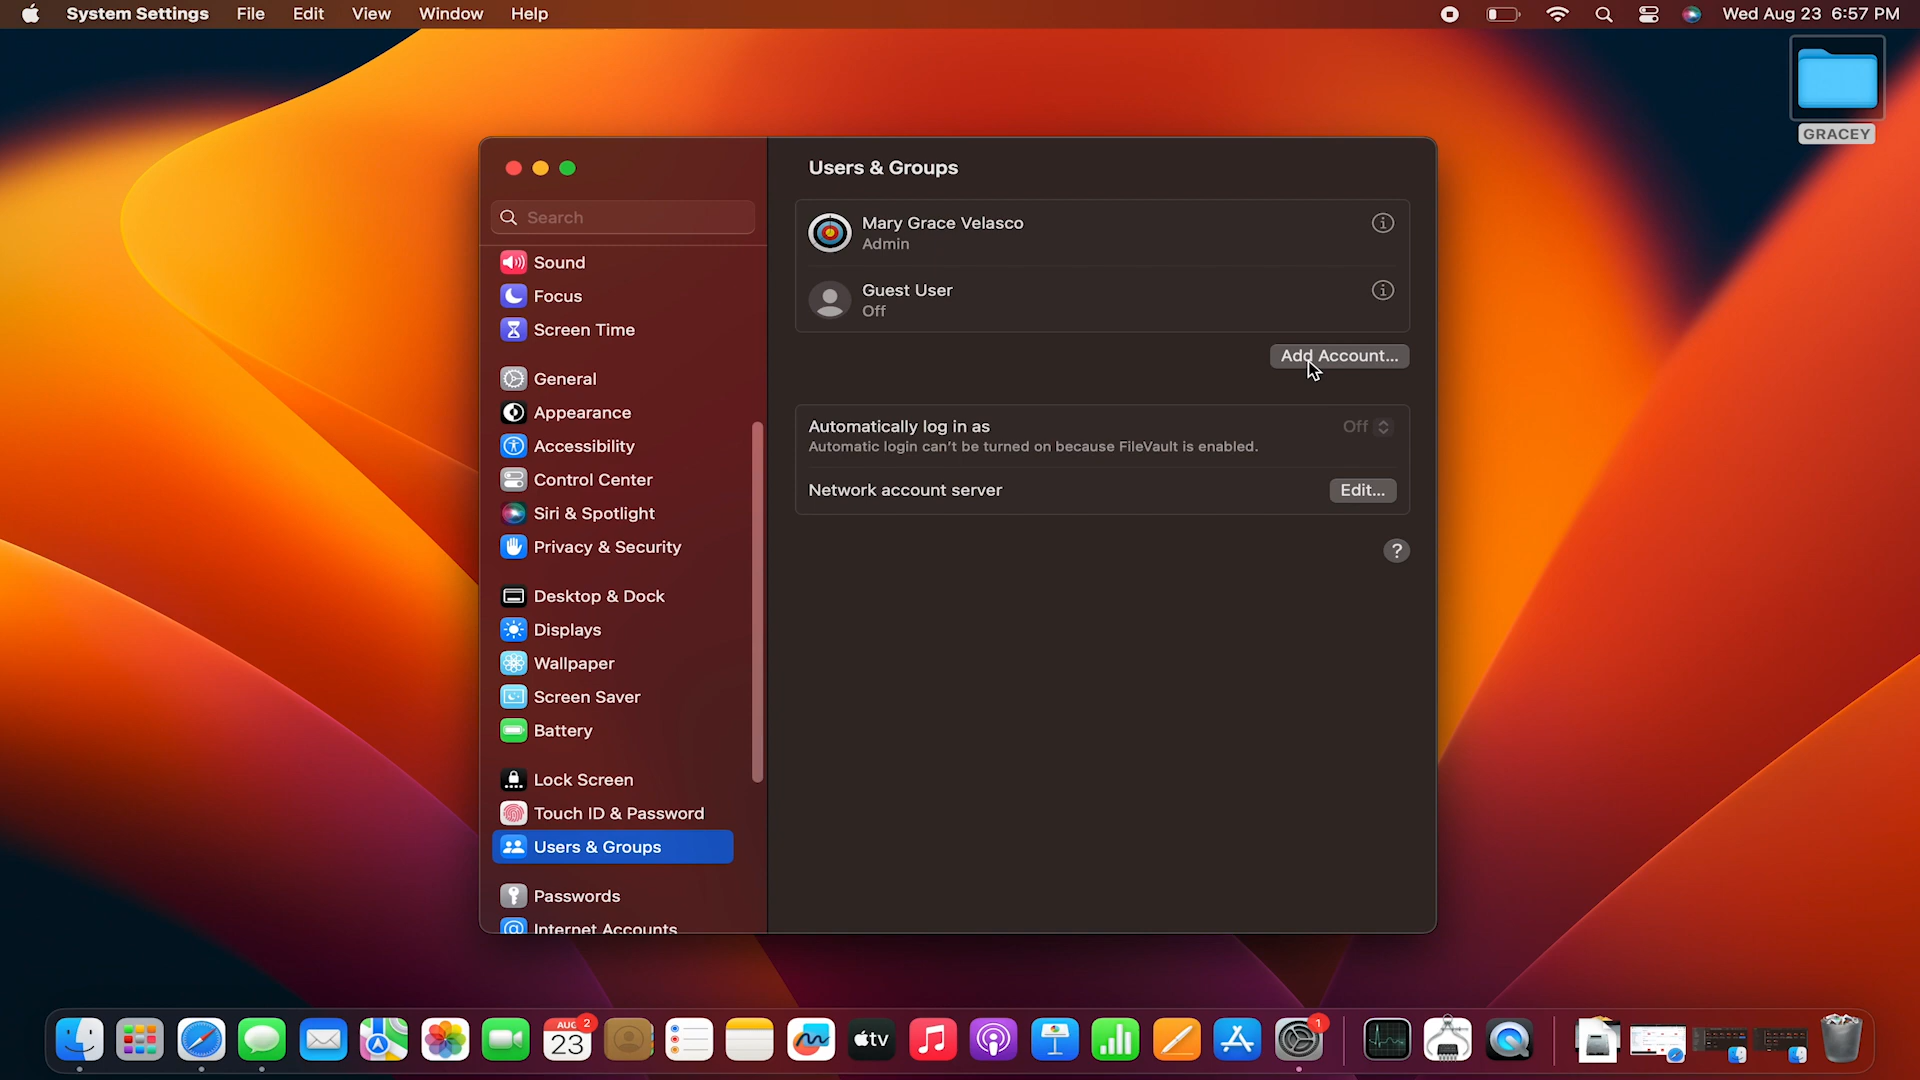 System Settings File Edit View Window Help Wed Aug 23 6:57 PM
GRACEY
Users & Groups
Search
Mary Grace Velasco
Admin
Guest User
Off
Add Account...
Automatically log in as Off
Automatic login can't be turned on because FileVault is enabled.
Network account server Edit...
?
Sound
Focus
Screen Time
General
Appearance
Accessibility
Control Center
Siri & Spotlight
Privacy & Security
Desktop & Dock
Displays
Wallpaper
Screen Saver
Battery
Lock Screen
Touch ID & Password
Users & Groups
Passwords
Internet Accounts
AUG 2
23
tv
1